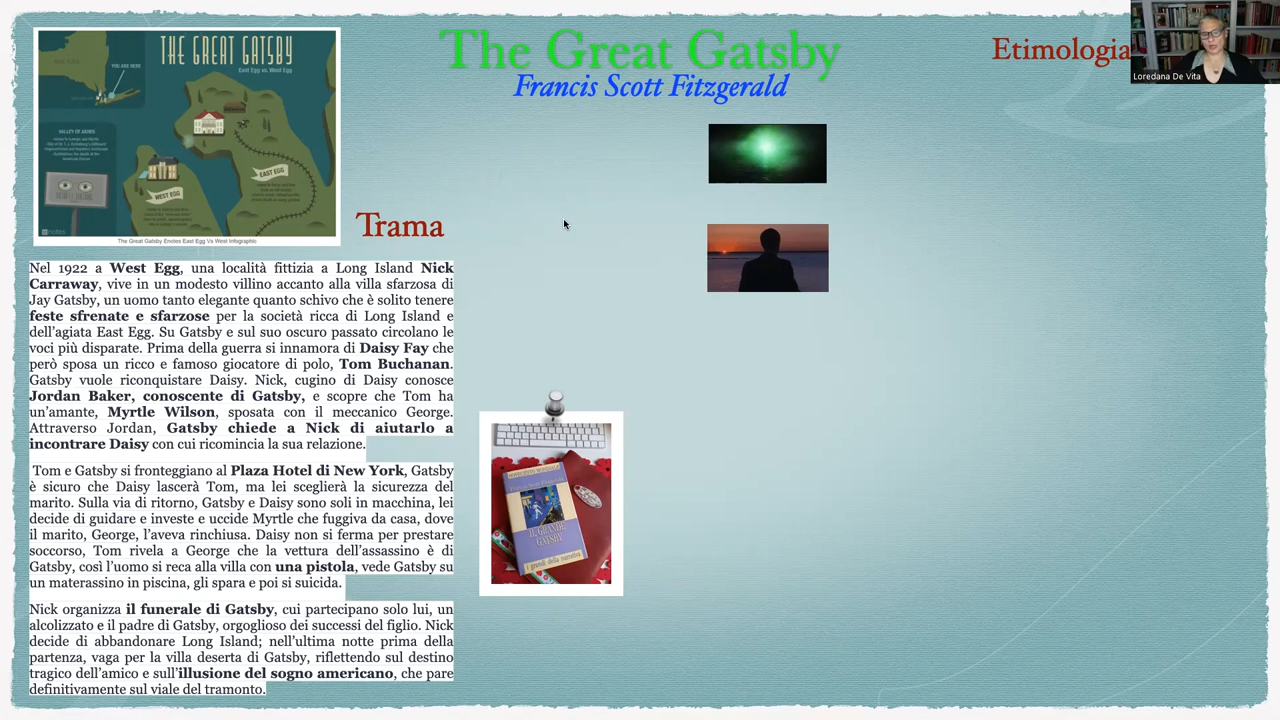 The Great Gatsby
Francis Scott Fitzgerald
Etimologia
Loredana De Vita
THE GREAT GATSBY
East Egg vs. West Egg
YOU ARE HERE
VALLEY OF ASHES
WEST EGG
EAST EGG
The Great Gatsby Enotes East Egg Vs West Infographic
Trama
Nel 1922 a West Egg, una località fittizia a Long Island Nick
Carraway, vive in un modesto villino accanto alla villa sfarzosa di
Jay Gatsby, un uomo tanto elegante quanto schivo che è solito tenere
feste sfrenate e sfarzose per la società ricca di Long Island e
dell'agiata East Egg. Su Gatsby e sul suo oscuro passato circolano le
voci più disparate. Prima della guerra si innamora di Daisy Fay che
però sposa un ricco e famoso giocatore di polo, Tom Buchanan.
Gatsby vuole riconquistare Daisy. Nick, cugino di Daisy conosce
Jordan Baker, conoscente di Gatsby, e scopre che Tom ha
un'amante, Myrtle Wilson, sposata con il meccanico George.
Attraverso Jordan, Gatsby chiede a Nick di aiutarlo a
incontrare Daisy con cui ricomincia la sua relazione.
Tom e Gatsby si fronteggiano al Plaza Hotel di New York, Gatsby
è sicuro che Daisy lascerà Tom, ma lei sceglierà la sicurezza del
marito. Sulla via di ritorno, Gatsby e Daisy sono soli in macchina, lei
decide di guidare e investe e uccide Myrtle che fuggiva da casa, dove
il marito, George, l'aveva rinchiusa. Daisy non si ferma per prestare
soccorso, Tom rivela a George che la vettura dell'assassino è di
Gatsby, così l'uomo si reca alla villa con una pistola, vede Gatsby su
un materassino in piscina, gli spara e poi si suicida.
Nick organizza il funerale di Gatsby, cui partecipano solo lui, un
alcolizzato e il padre di Gatsby, orgoglioso dei successi del figlio. Nick
decide di abbandonare Long Island; nell'ultima notte prima della
partenza, vaga per la villa deserta di Gatsby, riflettendo sul destino
tragico dell'amico e sull'illusione del sogno americano, che pare
definitivamente sul viale del tramonto.
IL GRANDE
GATSBY